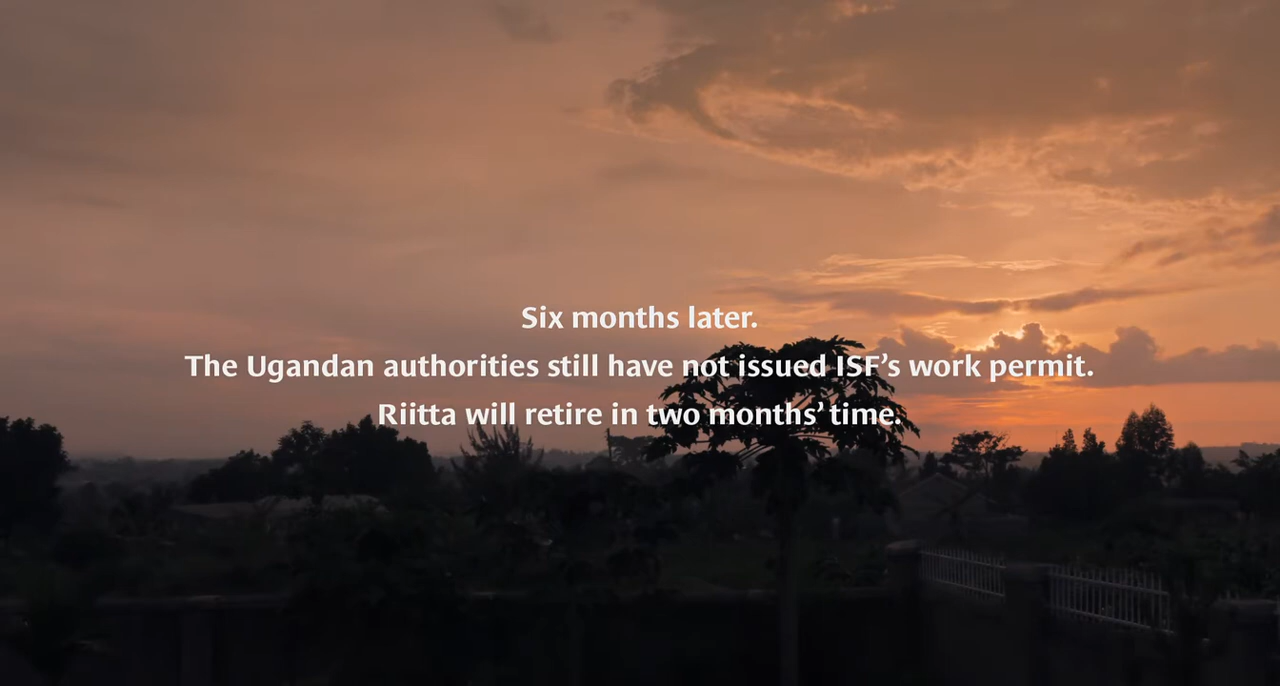 Six months later.
The Ugandan authorities still have not issued ISF’s work permit.
Riitta will retire in two months’ time.